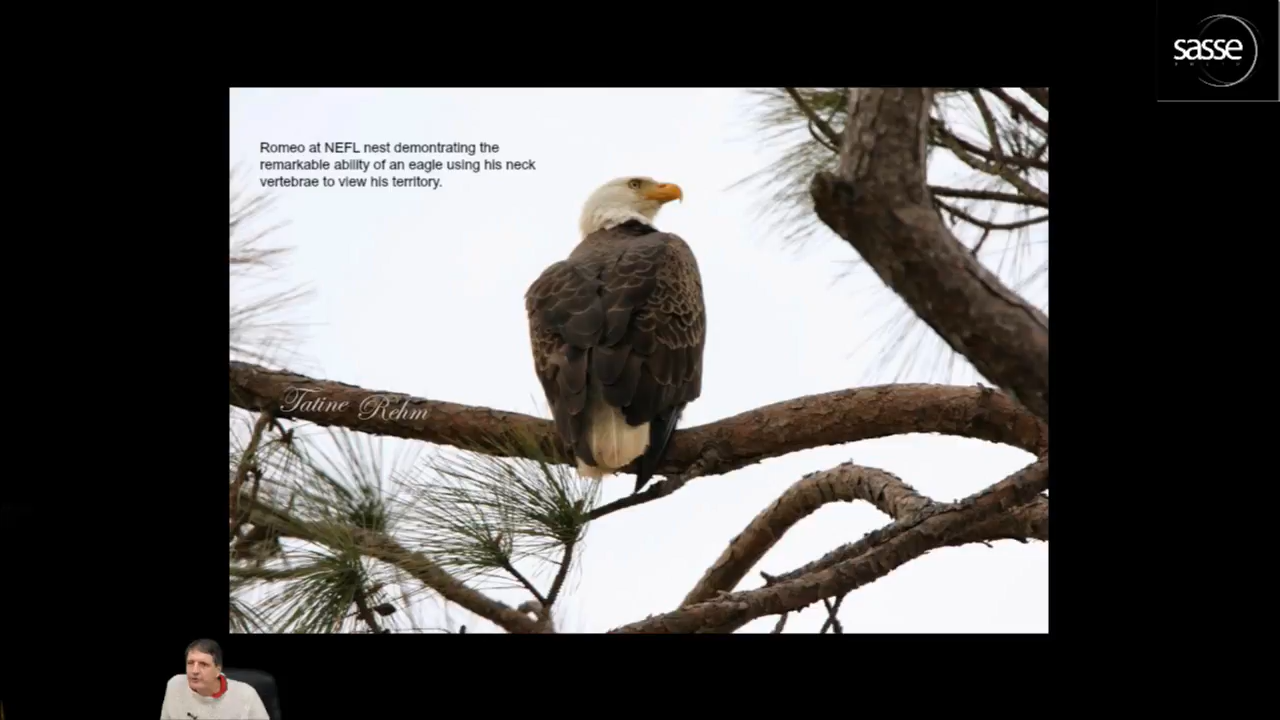 sasse
Romeo at NEFL nest demontrating the
remarkable ability of an eagle using his neck
vertebrae to view his territory.
Tatine Rehm